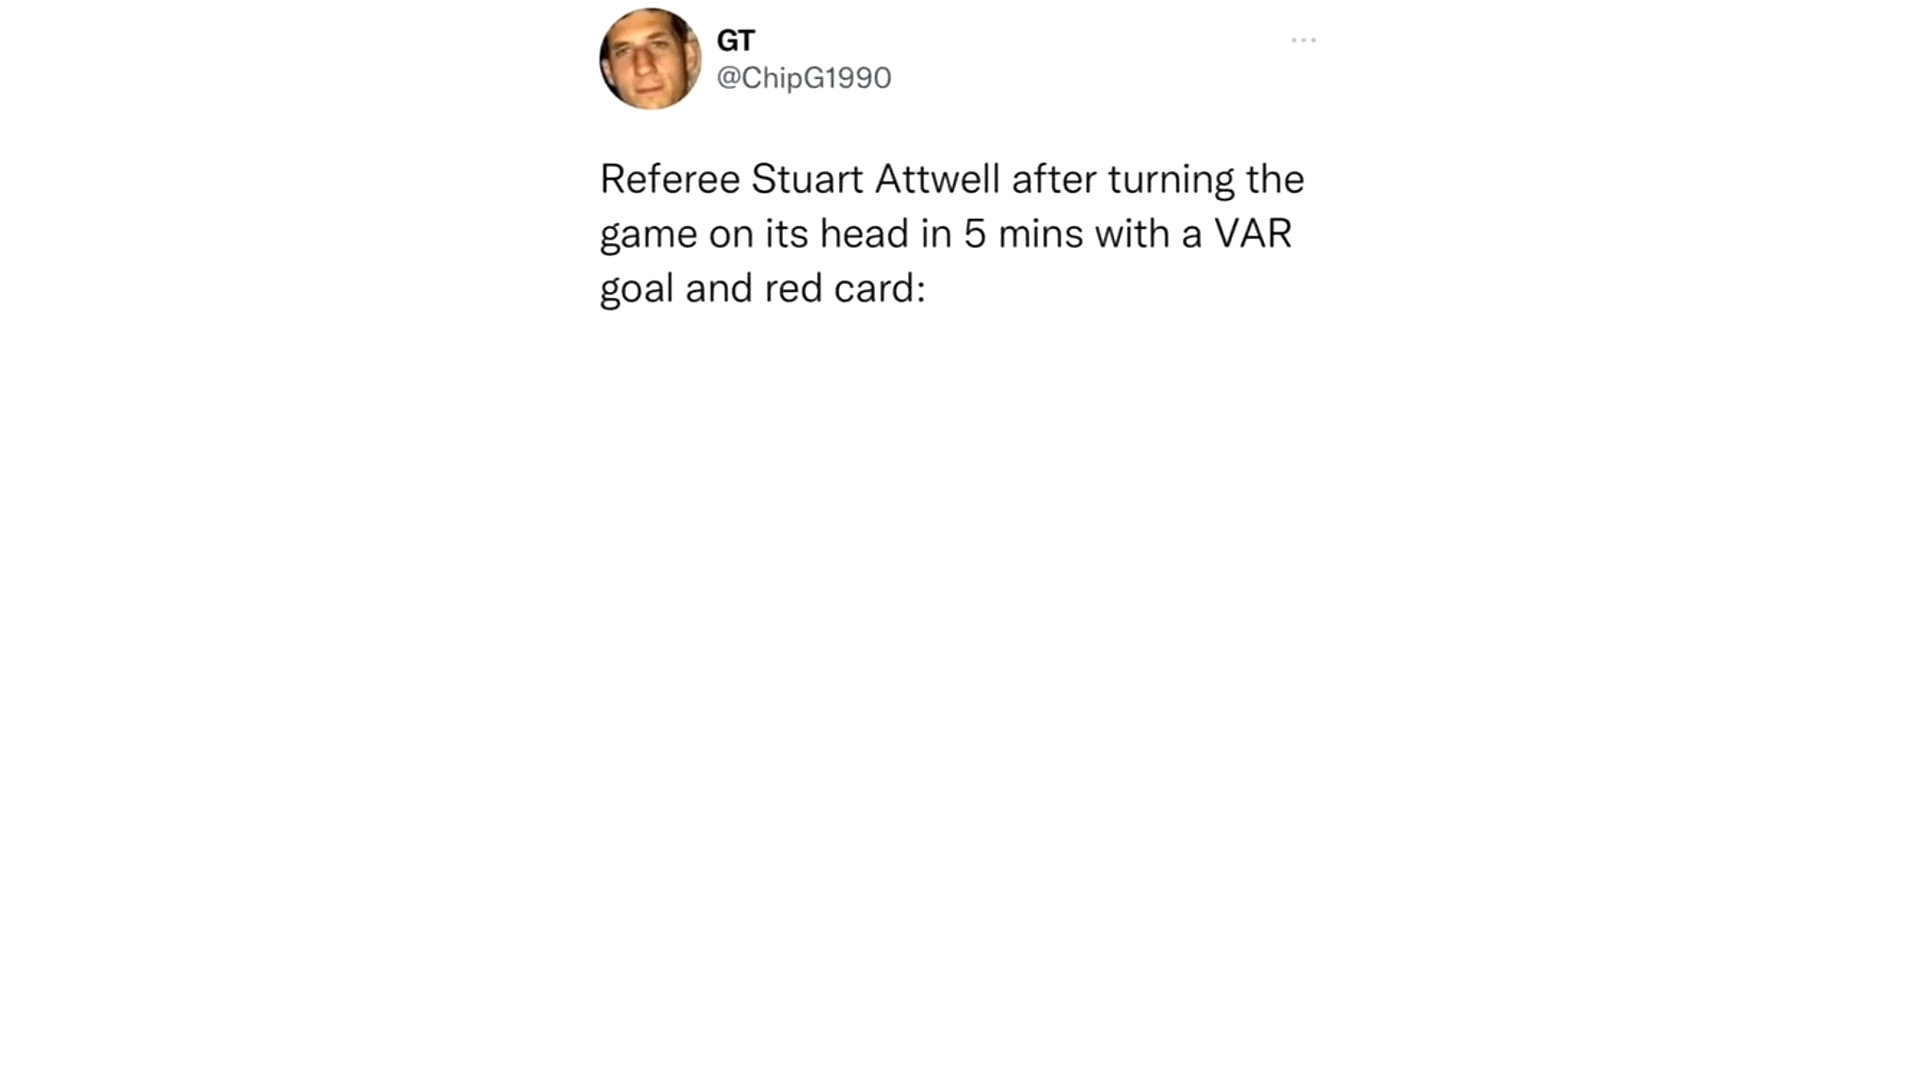 GT
@ChipG1990
Referee Stuart Attwell after turning the
game on its head in 5 mins with a VAR
goal and red card: